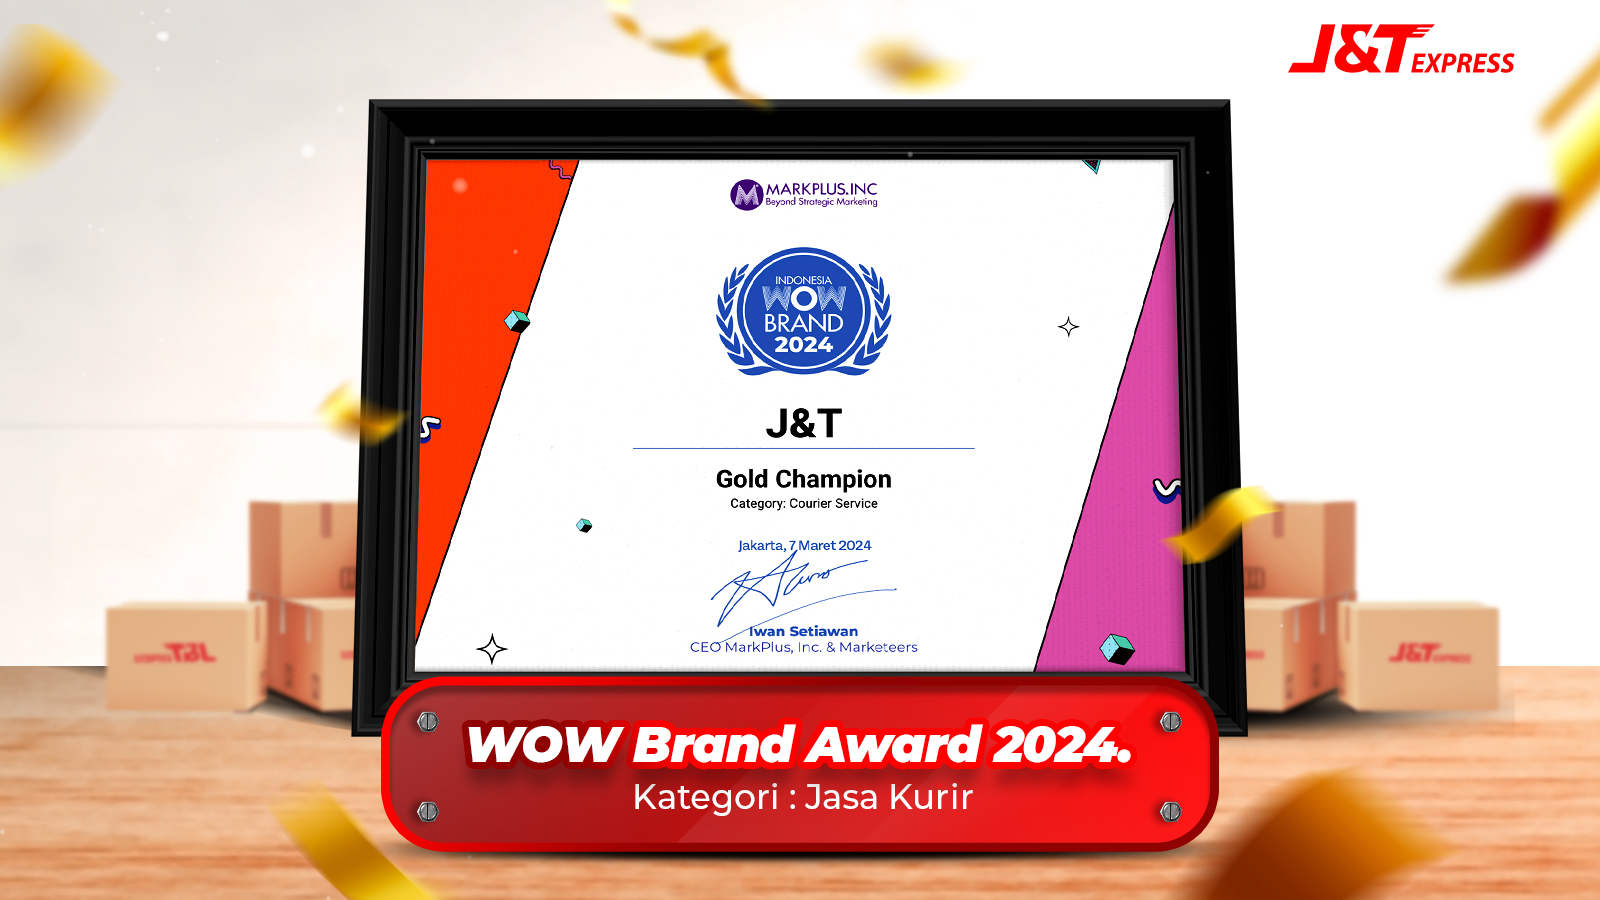 J&T EXPRESS
MARKPLUS.INC
Beyond Strategic Marketing
INDONESIA
WOW
BRAND
2024
J&T
Gold Champion
Category: Courier Service
Jakarta, 7 Maret 2024
Iwan Setiawan
CEO MarkPlus, Inc. & Marketeers
J&T EXPRESS
WOW Brand Award 2024.
Kategori : Jasa Kurir